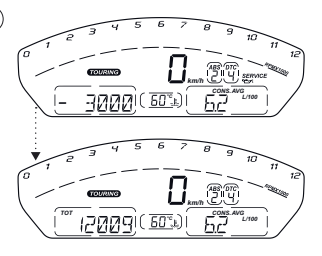 0 1 2 3 4 5 6 7 8 9 10 11 12
RPMX1000
TOURING 0 km/h ABS 2 DTC 4 SERVICE
- 3000 60°C CONS.AVG 6.2 L/100
0 1 2 3 4 5 6 7 8 9 10 11 12
RPMX1000
TOURING 0 km/h ABS 2 DTC 4
TOT 12009 60°C CONS.AVG 6.2 L/100